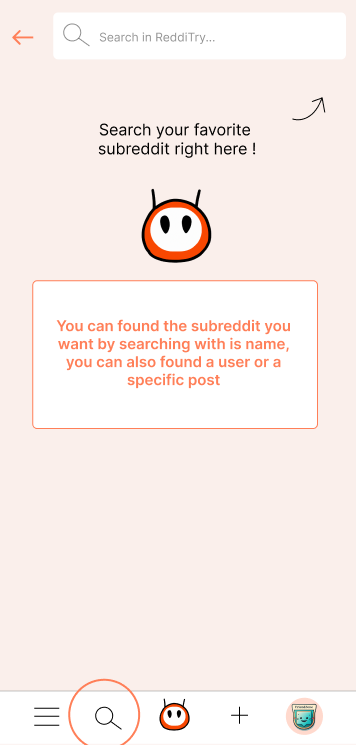 Search in ReddiTry...
Search your favorite
subreddit right here !
You can found the subreddit you
want by searching with is name,
you can also found a user or a
specific post